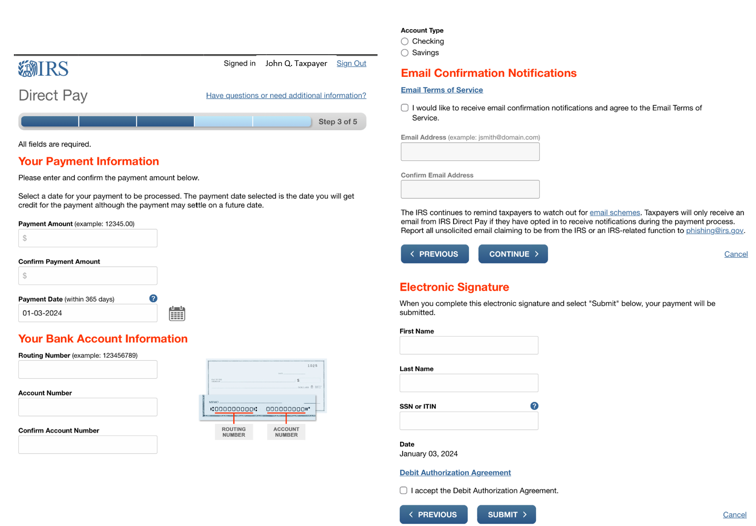 IRS
Signed in John Q. Taxpayer Sign Out
Direct Pay
Have questions or need additional information?
Step 3 of 5
All fields are required.
Your Payment Information
Please enter and confirm the payment amount below.
Select a date for your payment to be processed. The payment date selected is the date you will get
credit for the payment although the payment may settle on a future date.
Payment Amount (example: 12345.00)
$
Confirm Payment Amount
$
Payment Date (within 365 days) ?
01-03-2024
Your Bank Account Information
Routing Number (example: 123456789)
Account Number
Confirm Account Number
ROUTING
NUMBER
ACCOUNT
NUMBER
Account Type
Checking
Savings
Email Confirmation Notifications
Email Terms of Service
I would like to receive email confirmation notifications and agree to the Email Terms of
Service.
Email Address (example: jsmith@domain.com)
Confirm Email Address
The IRS continues to remind taxpayers to watch out for email schemes. Taxpayers will only receive an
email from IRS Direct Pay if they have opted in to receive notifications during the payment process.
Report all unsolicited email claiming to be from the IRS or an IRS-related function to phishing@irs.gov.
< PREVIOUS
CONTINUE >
Cancel
Electronic Signature
When you complete this electronic signature and select "Submit" below, your payment will be
submitted.
First Name
Last Name
SSN or ITIN ?
Date
January 03, 2024
Debit Authorization Agreement
I accept the Debit Authorization Agreement.
< PREVIOUS
SUBMIT >
Cancel